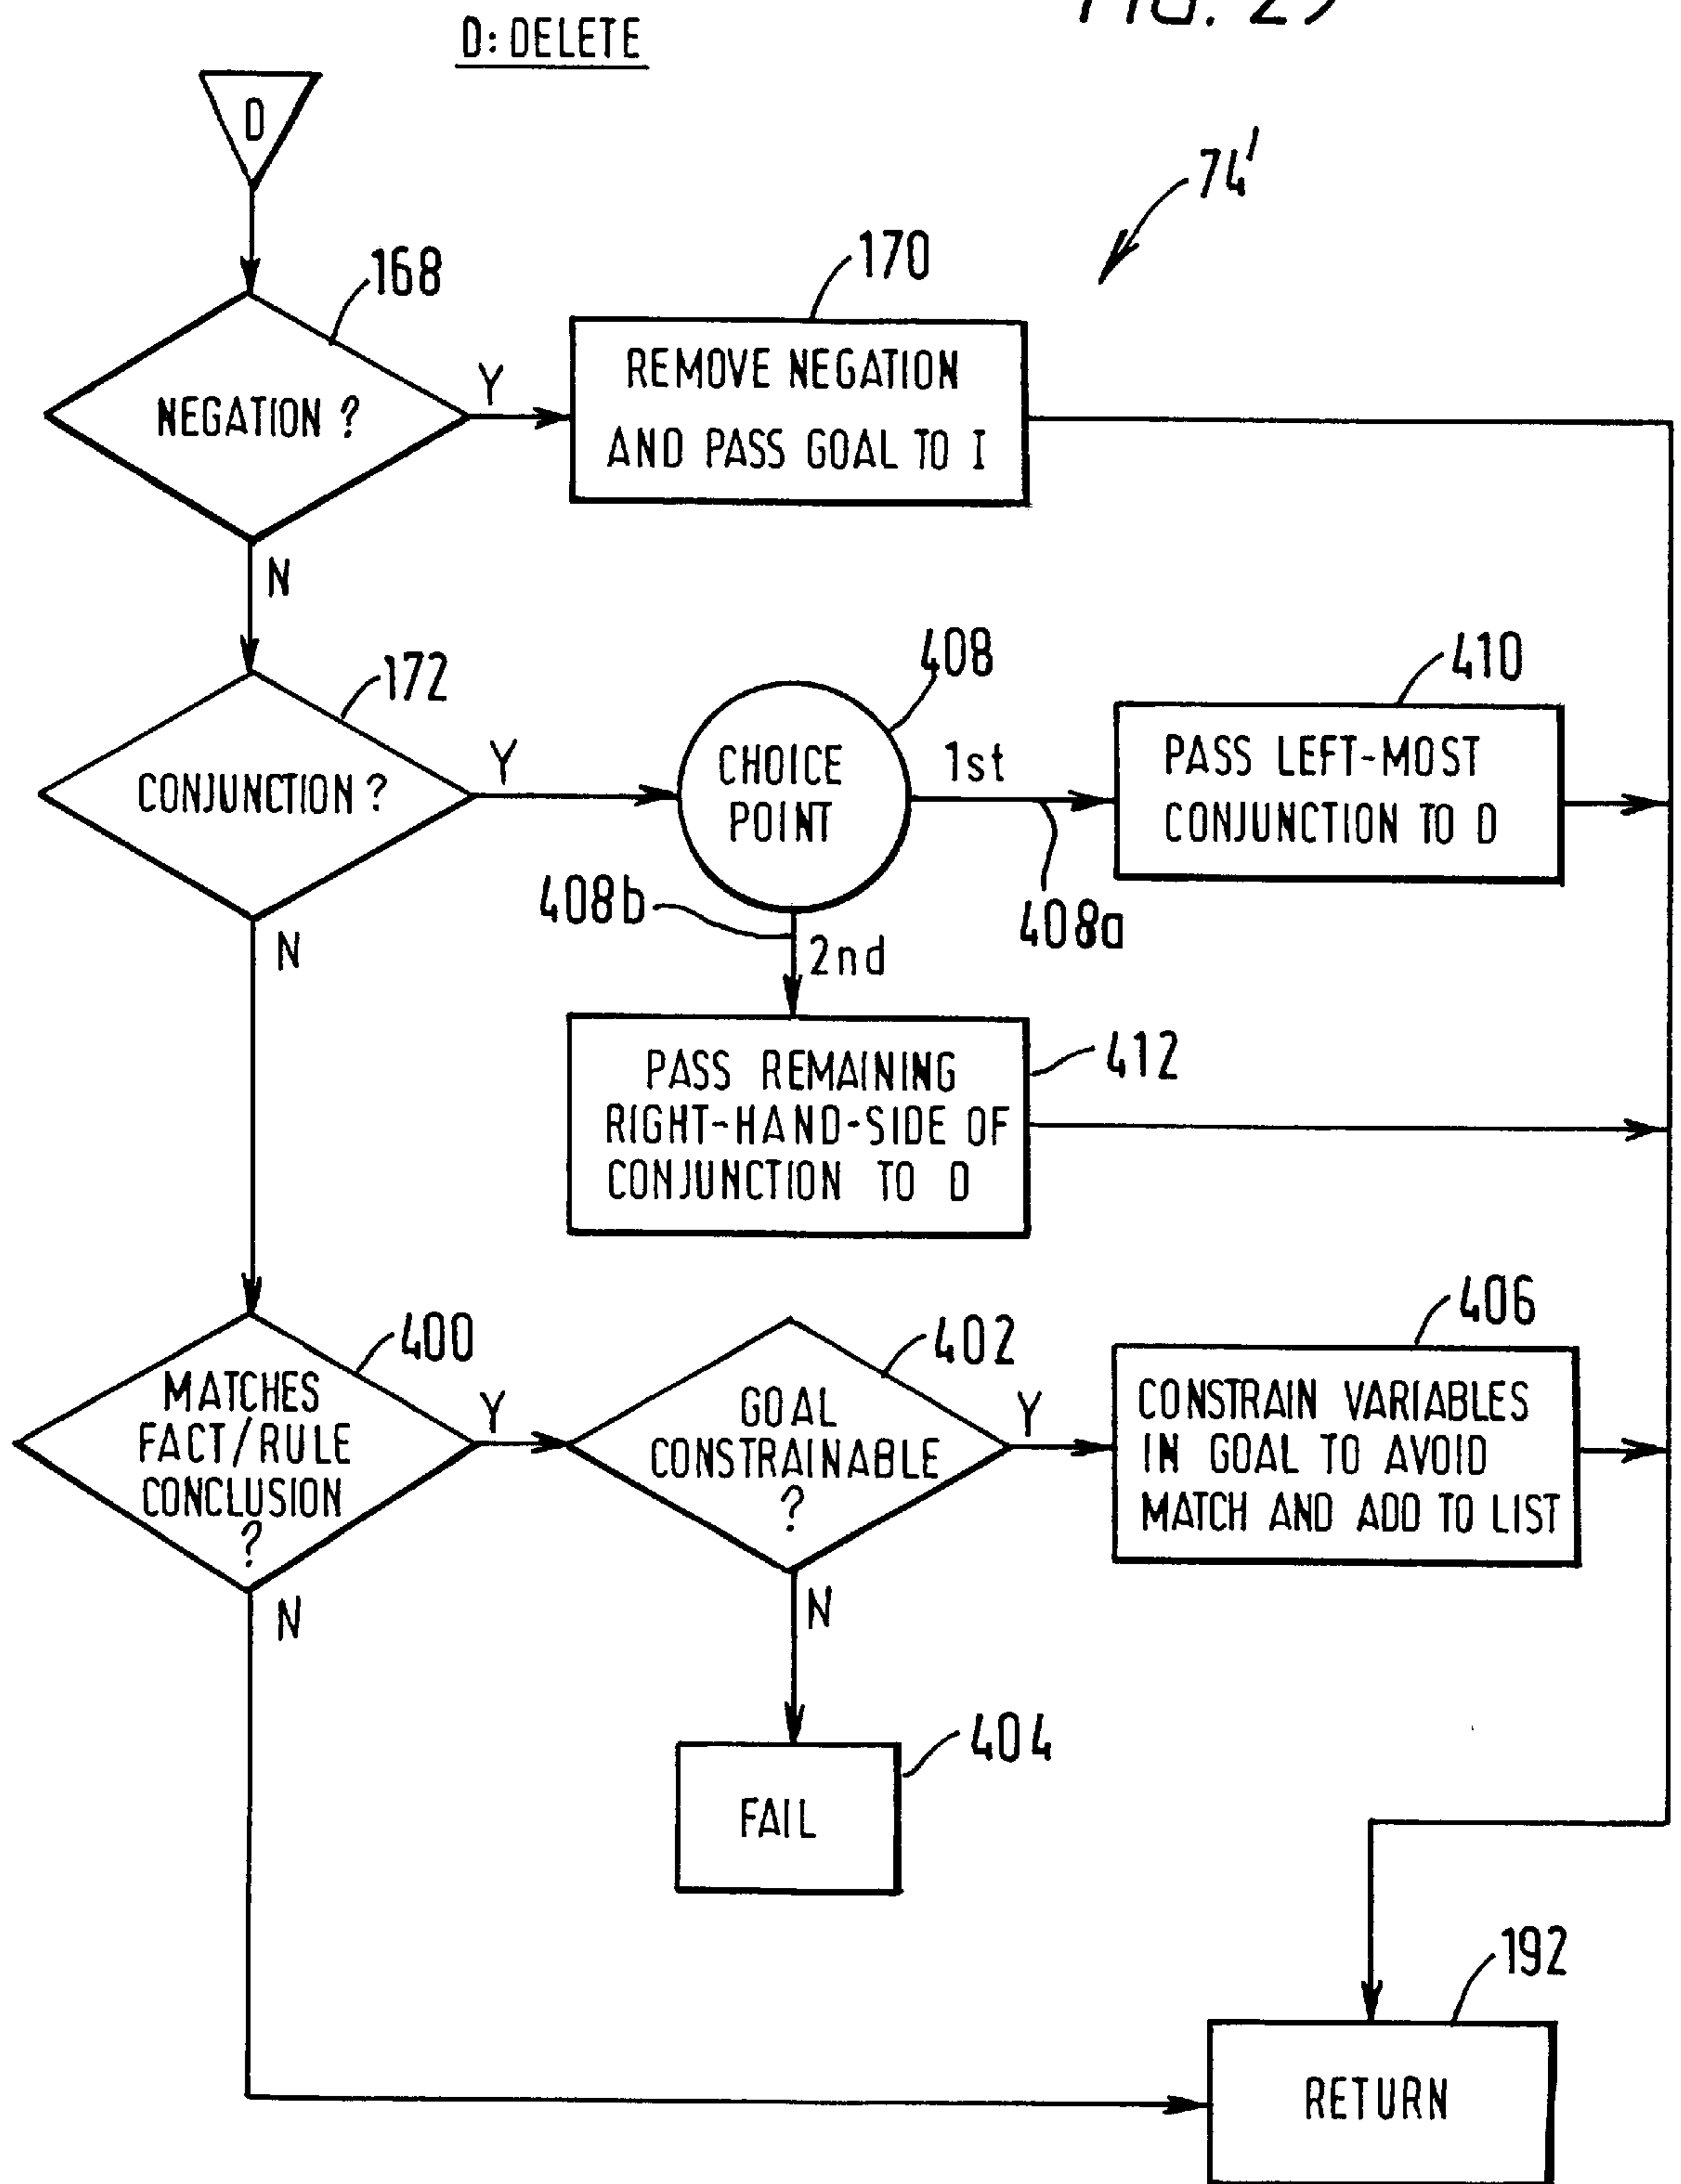 FIG. 29
D: DELETE
D
74'
168
170
NEGATION ?
Y
REMOVE NEGATION
AND PASS GOAL TO I
N
172
408
410
CONJUNCTION ?
Y
CHOICE
POINT
1st
PASS LEFT-MOST
CONJUNCTION TO D
408b
408a
N
2nd
412
PASS REMAINING
RIGHT-HAND-SIDE OF
CONJUNCTION TO D
400
402
406
MATCHES
FACT/RULE
CONCLUSION
?
Y
GOAL
CONSTRAINABLE
?
Y
CONSTRAIN VARIABLES
IN GOAL TO AVOID
MATCH AND ADD TO LIST
N
N
404
FAIL
192
RETURN